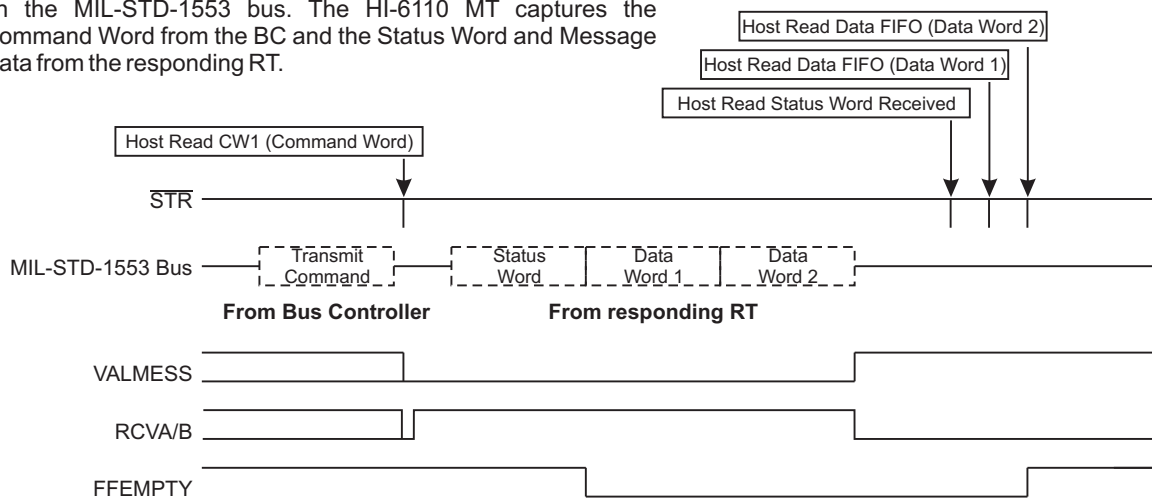 n the MIL-STD-1553 bus. The HI-6110 MT captures the
ommand Word from the BC and the Status Word and Message
ata from the responding RT.
Host Read Data FIFO (Data Word 2)
Host Read Data FIFO (Data Word 1)
Host Read Status Word Received
Host Read CW1 (Command Word)
STR
MIL-STD-1553 Bus
Transmit
Command
Status
Word
Data
Word 1
Data
Word 2
From Bus Controller
From responding RT
VALMESS
RCVA/B
FFEMPTY